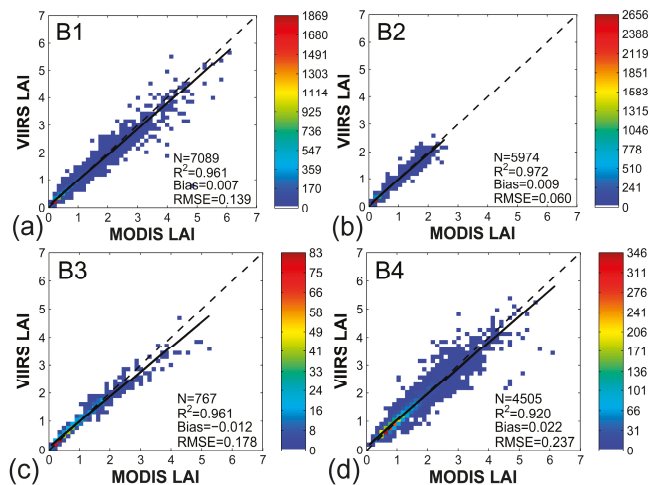 B1
VIIRS LAI
7
6
5
4
3
2
1
0
0 1 2 3 4 5 6 7
MODIS LAI
N=7089
R²=0.961
Bias=0.007
RMSE=0.139
(a)
1869
925
736
547
170
0
B2
VIIRS LAI
7
6
5
4
3
2
1
0
0 1 2 3 4 5 6 7
MODIS LAI
N=5974
R²=0.972
Bias=0.009
RMSE=0.060
(b)
2656
2388
2119
1851
1583
1315
1046
778
510
241
0
B3
VIIRS LAI
7
6
5
4
3
2
1
0
0 1 2 3 4 5 6 7
MODIS LAI
N=767
R²=0.961
Bias=−0.012
RMSE=0.178
(c)
83
66
58
49
41
33
16
8
0
B4
VIIRS LAI
7
6
5
4
3
2
1
0
0 1 2 3 4 5 6 7
MODIS LAI
N=4505
R²=0.920
Bias=0.022
RMSE=0.237
(d)
346
311
276
241
206
171
136
101
66
31
0